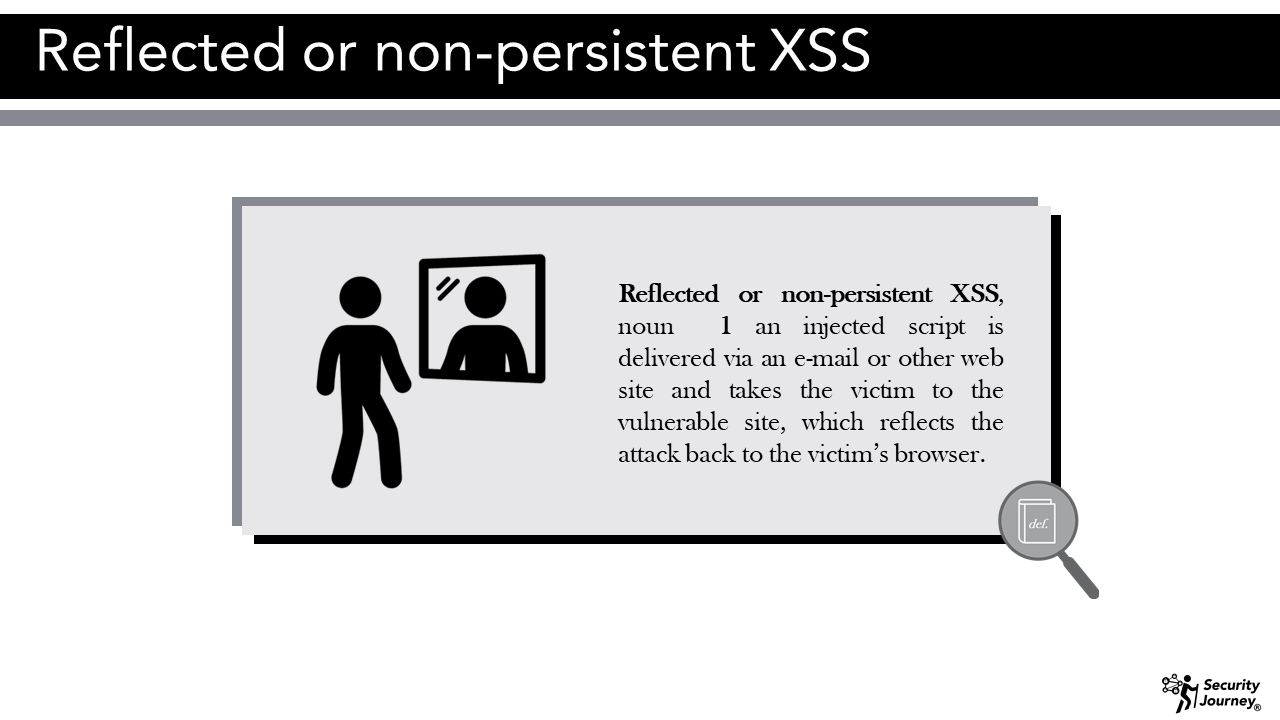 Reflected or non-persistent XSS
Reflected or non-persistent XSS,
noun 1 an injected script is
delivered via an e-mail or other web
site and takes the victim to the
vulnerable site, which reflects the
attack back to the victim’s browser.
def.
Security
Journey®